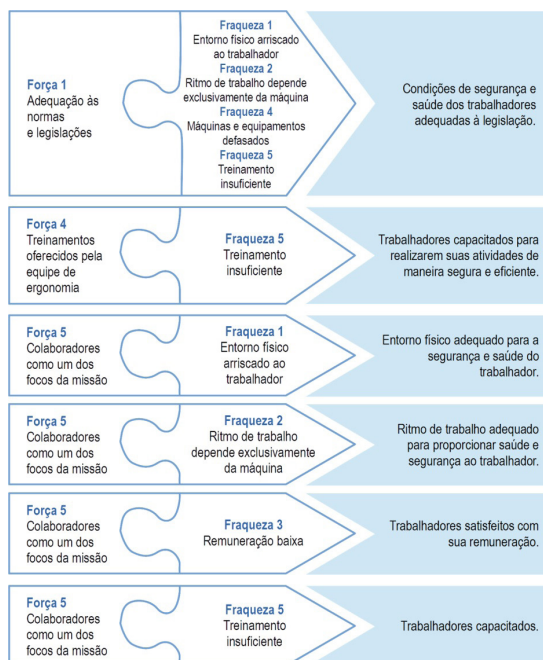 Força 1
Adequação às
normas
e legislações
Fraqueza 1
Entorno físico arriscado
ao trabalhador
Fraqueza 2
Ritmo de trabalho depende
exclusivamente da máquina
Fraqueza 4
Máquinas e equipamentos
defasados
Fraqueza 5
Treinamento
insuficiente
Condições de segurança e
saúde dos trabalhadores
adequadas à legislação.
Força 4
Treinamentos
oferecidos pela
equipe de
ergonomia
Fraqueza 5
Treinamento
insuficiente
Trabalhadores capacitados para
realizarem suas atividades de
maneira segura e eficiente.
Força 5
Colaboradores
como um dos
focos da missão
Fraqueza 1
Entorno físico
arriscado ao
trabalhador
Entorno físico adequado para a
segurança e saúde do
trabalhador.
Força 5
Colaboradores
como um dos
focos da missão
Fraqueza 2
Ritmo de trabalho
depende exclusivamente
da máquina
Ritmo de trabalho adequado
para proporcionar saúde e
segurança ao trabalhador.
Força 5
Colaboradores
como um dos
focos da missão
Fraqueza 3
Remuneração baixa
Trabalhadores satisfeitos com
sua remuneração.
Força 5
Colaboradores
como um dos
focos da missão
Fraqueza 5
Treinamento
insuficiente
Trabalhadores capacitados.